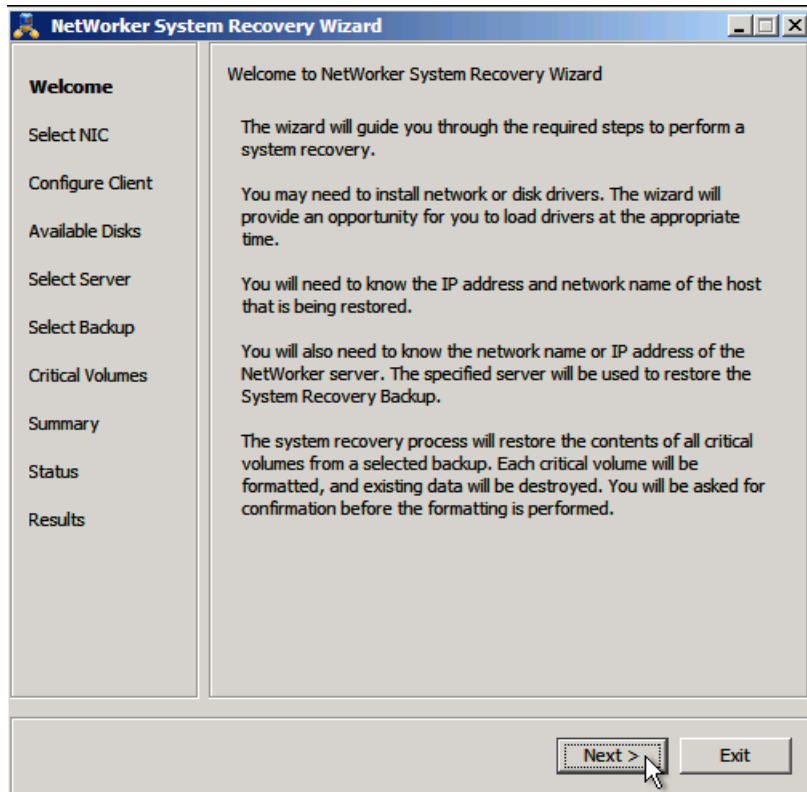 NetWorker System Recovery Wizard
Welcome
Select NIC
Configure Client
Available Disks
Select Server
Select Backup
Critical Volumes
Summary
Status
Results
Welcome to NetWorker System Recovery Wizard
The wizard will guide you through the required steps to perform a
system recovery.
You may need to install network or disk drivers. The wizard will
provide an opportunity for you to load drivers at the appropriate
time.
You will need to know the IP address and network name of the host
that is being restored.
You will also need to know the network name or IP address of the
NetWorker server. The specified server will be used to restore the
System Recovery Backup.
The system recovery process will restore the contents of all critical
volumes from a selected backup. Each critical volume will be
formatted, and existing data will be destroyed. You will be asked for
confirmation before the formatting is performed.
Next >
Exit